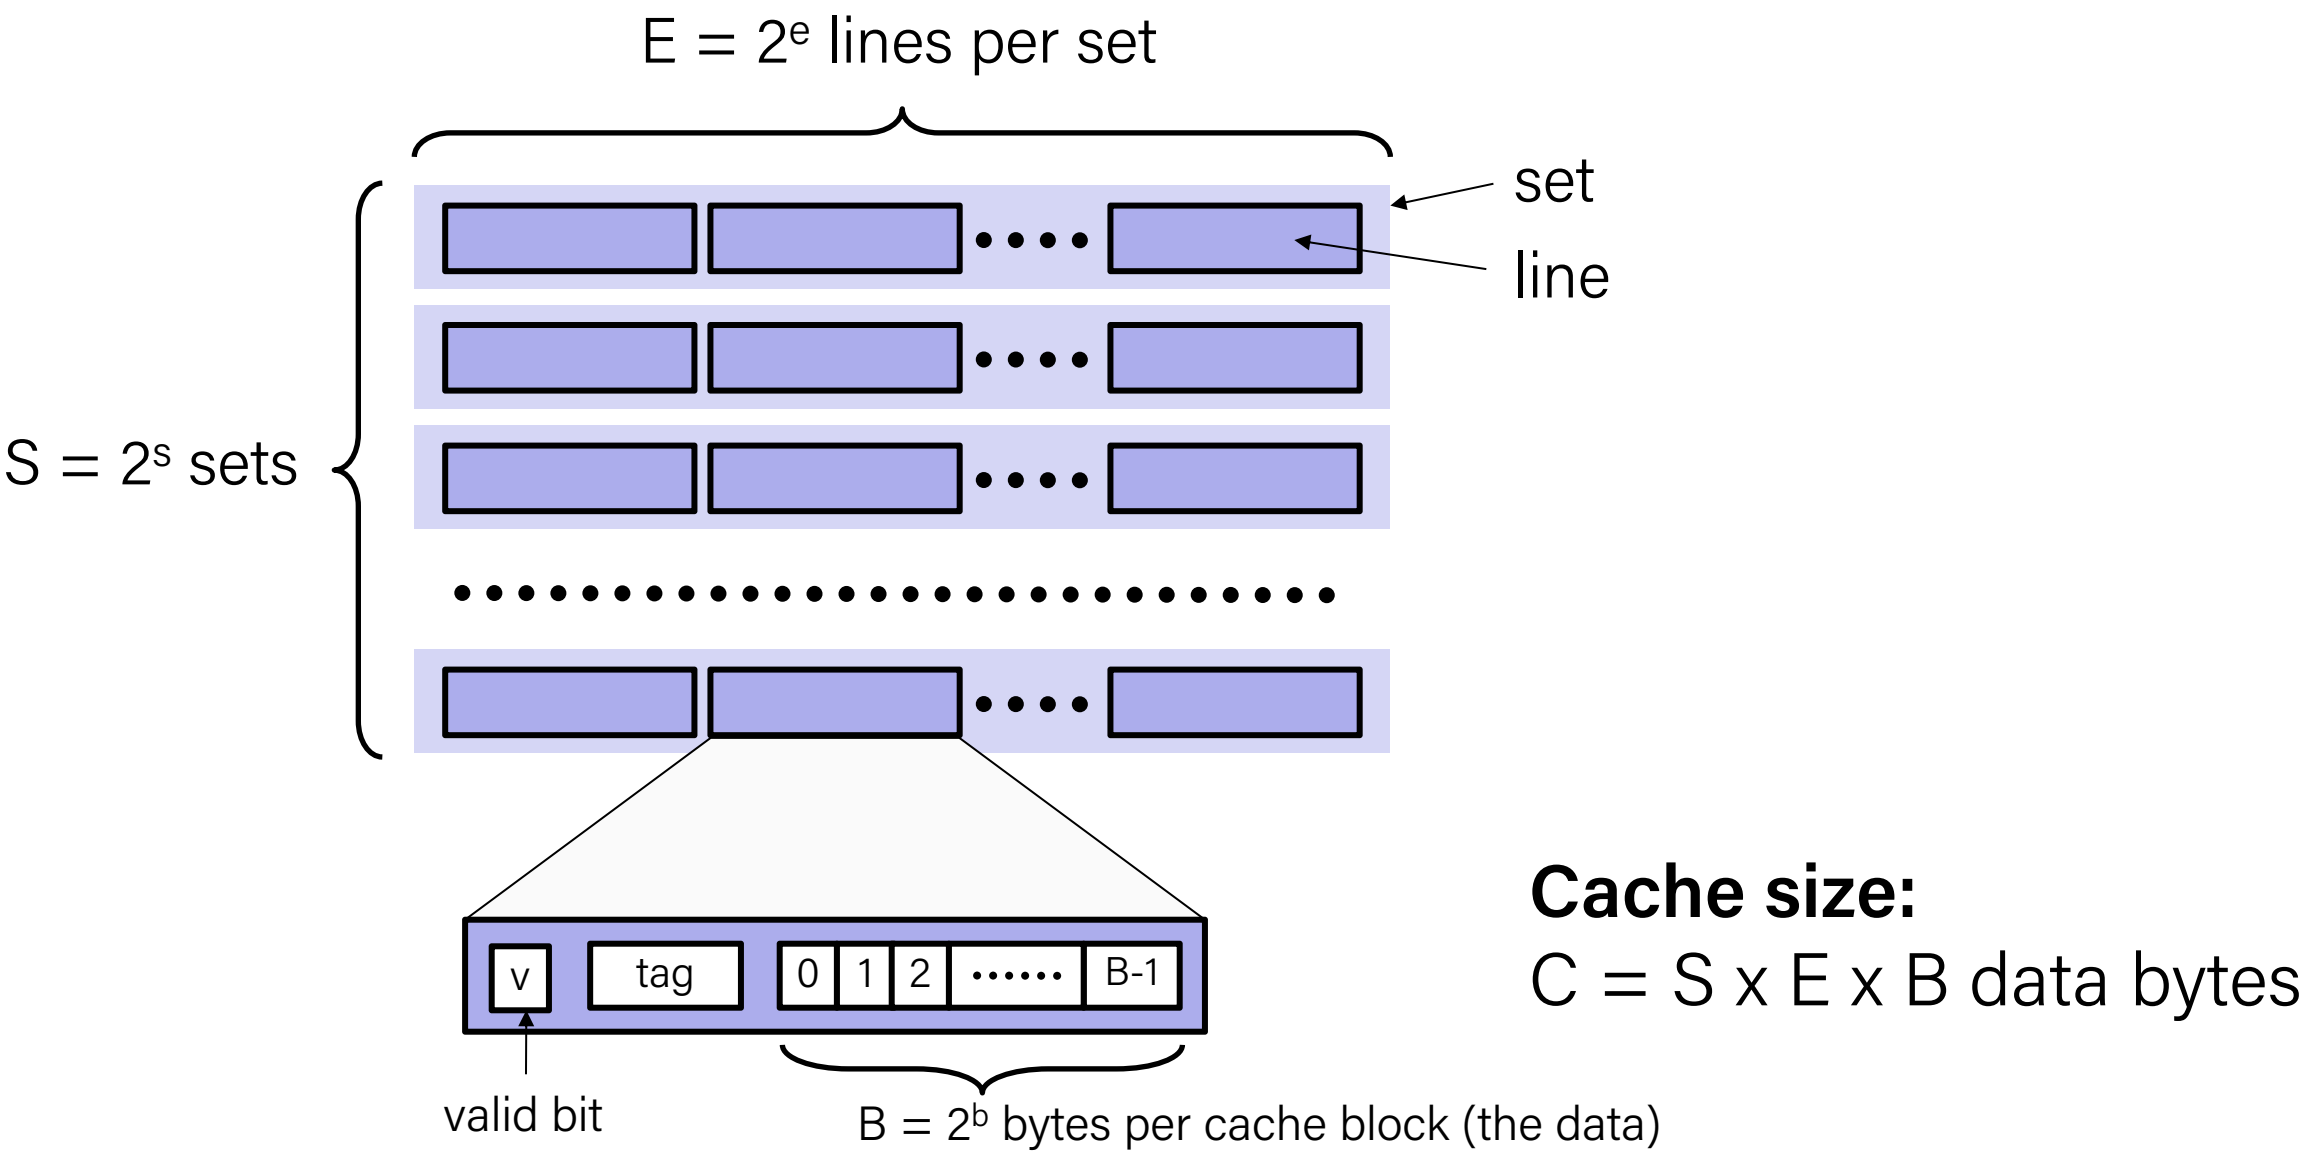 E = 2ᵉ lines per set
set
line
S = 2ˢ sets
v
tag
0 1 2 ...... B-1
valid bit
B = 2ᵇ bytes per cache block (the data)
Cache size:
C = S x E x B data bytes